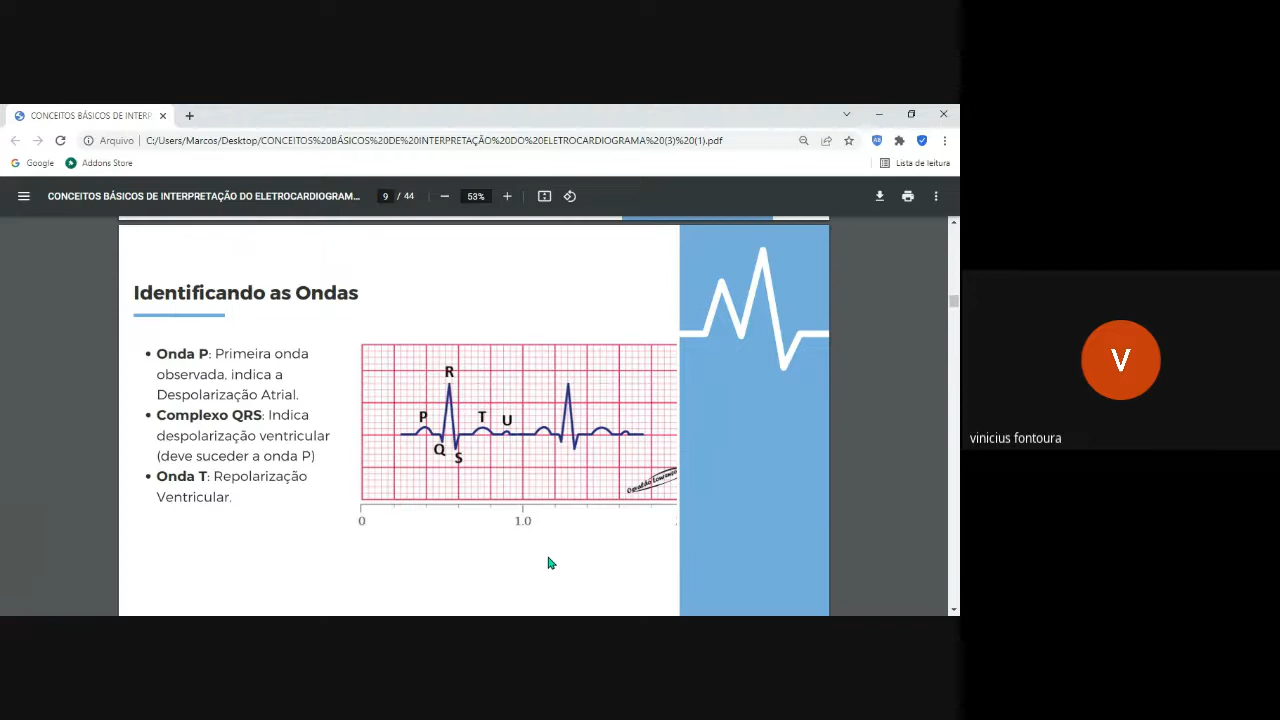 CONCEITOS BÁSICOS DE INTERP
Arquivo
C:/Users/Marcos/Desktop/CONCEITOS%20BÁSICOS%20DE%20INTERPRETAÇÃO%20DO%20ELETROCARDIOGRAMA%20(3)%20(1).pdf
Google
Addons Store
Lista de leitura
CONCEITOS BÁSICOS DE INTERPRETAÇÃO DO ELETROCARDIOGRAM...
9 / 44
53%
Identificando as Ondas
• Onda P: Primeira onda
observada, indica a
Despolarização Atrial.
• Complexo QRS: Indica
despolarização ventricular
(deve suceder a onda P)
• Onda T: Repolarização
Ventricular.
R
P
T
U
Q
S
0
1.0
V
vinicius fontoura